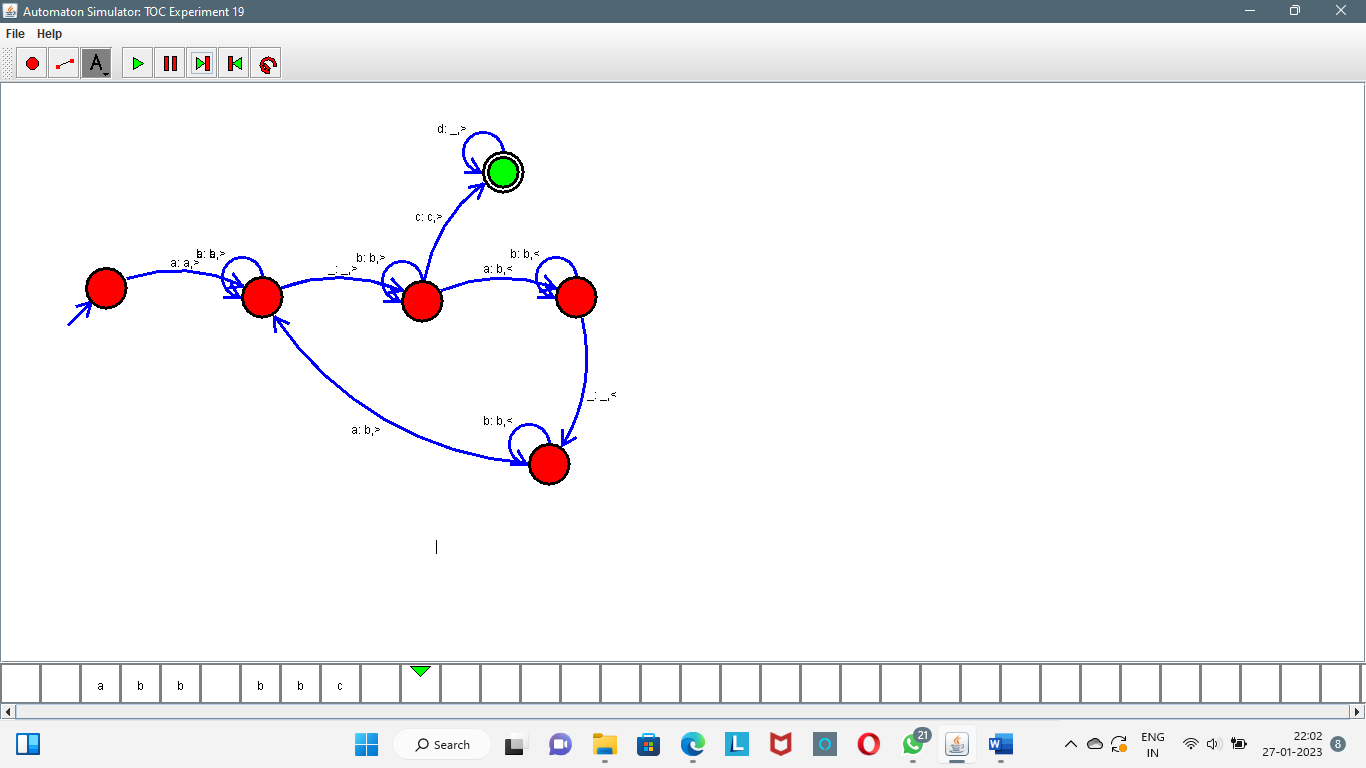 Automaton Simulator: TOC Experiment 19
File Help
A
d: _,>
c: c,>
a: a,>
b: b,>
_: _,>
b: b,>
a: b,<
b: b,<
_: _,<
a: b,>
b: b,<
a b b b b c
Search
L
21
W
ENG
IN
22:02
27-01-2023
8